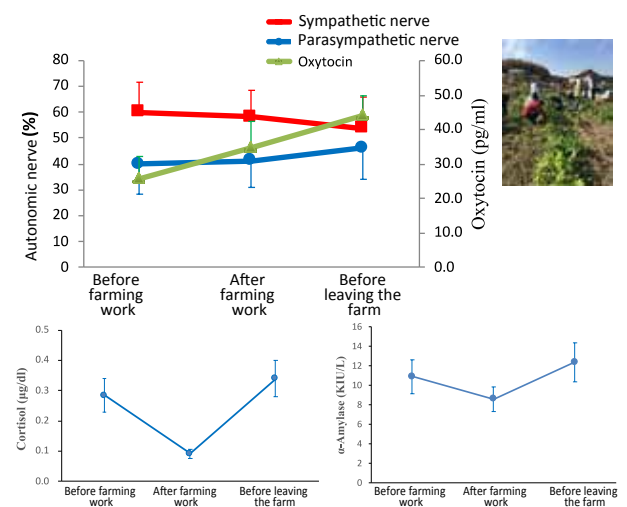 Sympathetic nerve
Parasympathetic nerve
Oxytocin
Autonomic nerve (%)
80
70
60
50
40
30
20
10
0
60.0
50.0
40.0
30.0
20.0
10.0
0.0
Oxytocin (pg/ml)
Before
farming
work
After
farming
work
Before
leaving the
farm
Cortisol (μg/dl)
0.5
0.4
0.3
0.2
0.1
0.0
Before farming
work
After farming
work
Before leaving
the farm
α-Amylase (KIU/L)
16
14
12
10
8
6
4
2
0
Before farming
work
After farming
work
Before leaving
the farm